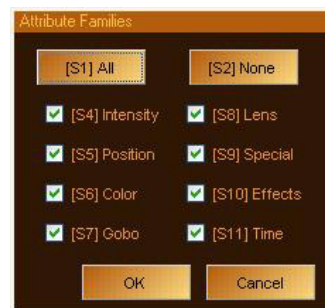 Attribute Families
[S1] All [S2] None
[S4] Intensity [S8] Lens
[S5] Position [S9] Special
[S6] Color [S10] Effects
[S7] Gobo [S11] Time
OK Cancel